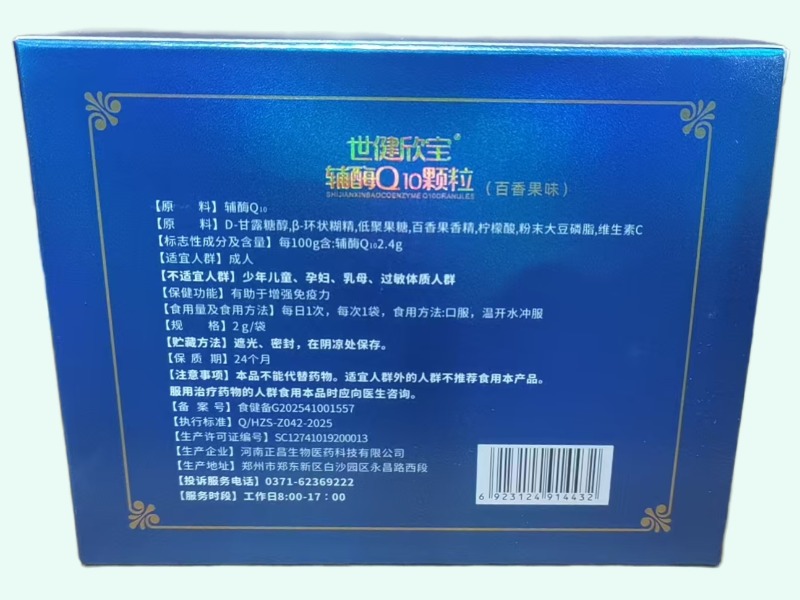 世健欣宝®
辅酶Q10颗粒（百香果味）
SHIJIANXINBAOCOENZYME Q10GRANULES
【原　　料】辅酶Q10
【原　　料】D-甘露糖醇,β-环状糊精,低聚果糖,百香果香精,柠檬酸,粉末大豆磷脂,维生素C
【标志性成分及含量】每100g含:辅酶Q10 2.4g
【适宜人群】成人
【不适宜人群】少年儿童、孕妇、乳母、过敏体质人群
【保健功能】有助于增强免疫力
【食用量及食用方法】每日1次，每次1袋，食用方法:口服，温开水冲服
【规　　格】2g/袋
【贮藏方法】遮光、密封，在阴凉处保存。
【保 质 期】24个月
【注意事项】本品不能代替药物。适宜人群外的人群不推荐食用本产品。
服用治疗药物的人群食用本品时应向医生咨询。
【备 案 号】食健备G202541001557
【执行标准】Q/HZS-Z042-2025
【生产许可证编号】SC12741019200013
【生产企业】河南正昌生物医药科技有限公司
【生产地址】郑州市郑东新区白沙园区永昌路西段
【投诉服务电话】0371-62369222
【服务时段】工作日8:00-17：00
6 923124 914432